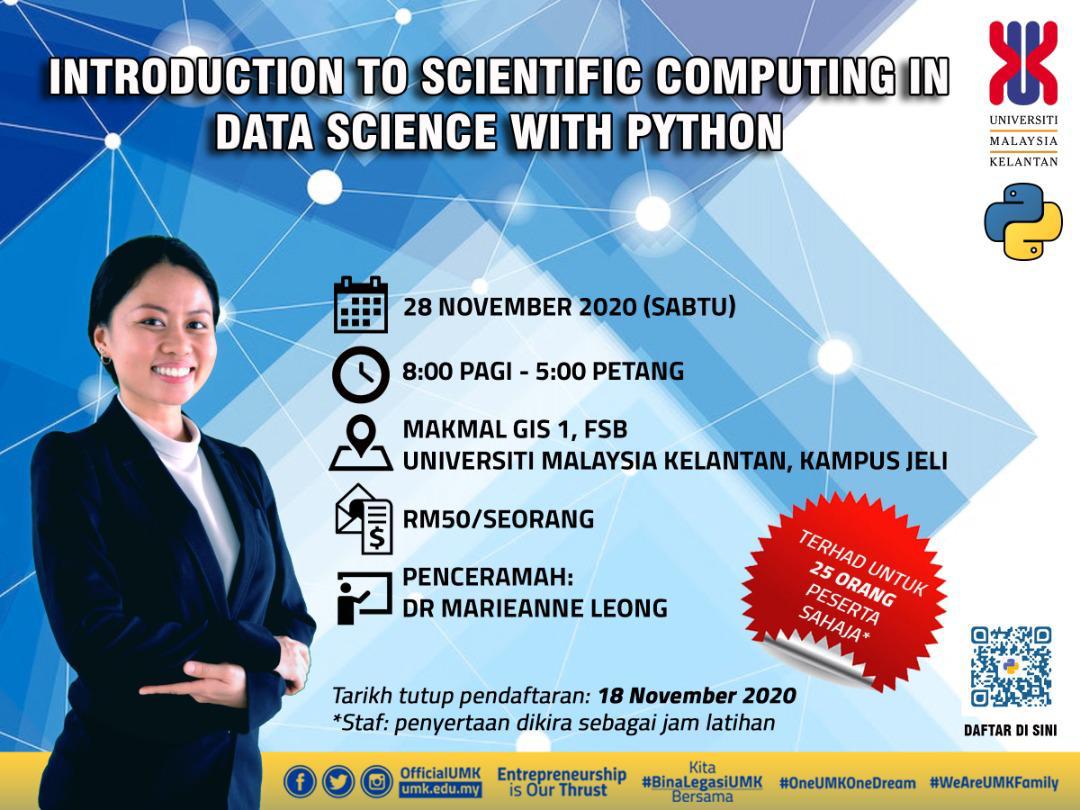 INTRODUCTION TO SCIENTIFIC COMPUTING IN
DATA SCIENCE WITH PYTHON
UNIVERSITI
MALAYSIA
KELANTAN
28 NOVEMBER 2020 (SABTU)
8:00 PAGI - 5:00 PETANG
MAKMAL GIS 1, FSB
UNIVERSITI MALAYSIA KELANTAN, KAMPUS JELI
RM50/SEORANG
$
PENCERAMAH:
DR MARIEANNE LEONG
TERHAD UNTUK
25 ORANG
PESERTA
SAHAJA*
Tarikh tutup pendaftaran: 18 November 2020
*Staf: penyertaan dikira sebagai jam latihan
DAFTAR DI SINI
OfficialUMK
umk.edu.my
Entrepreneurship
is Our Thrust
Kita
#BinaLegasiUMK
Bersama
#OneUMKOneDream
#WeAreUMKFamily